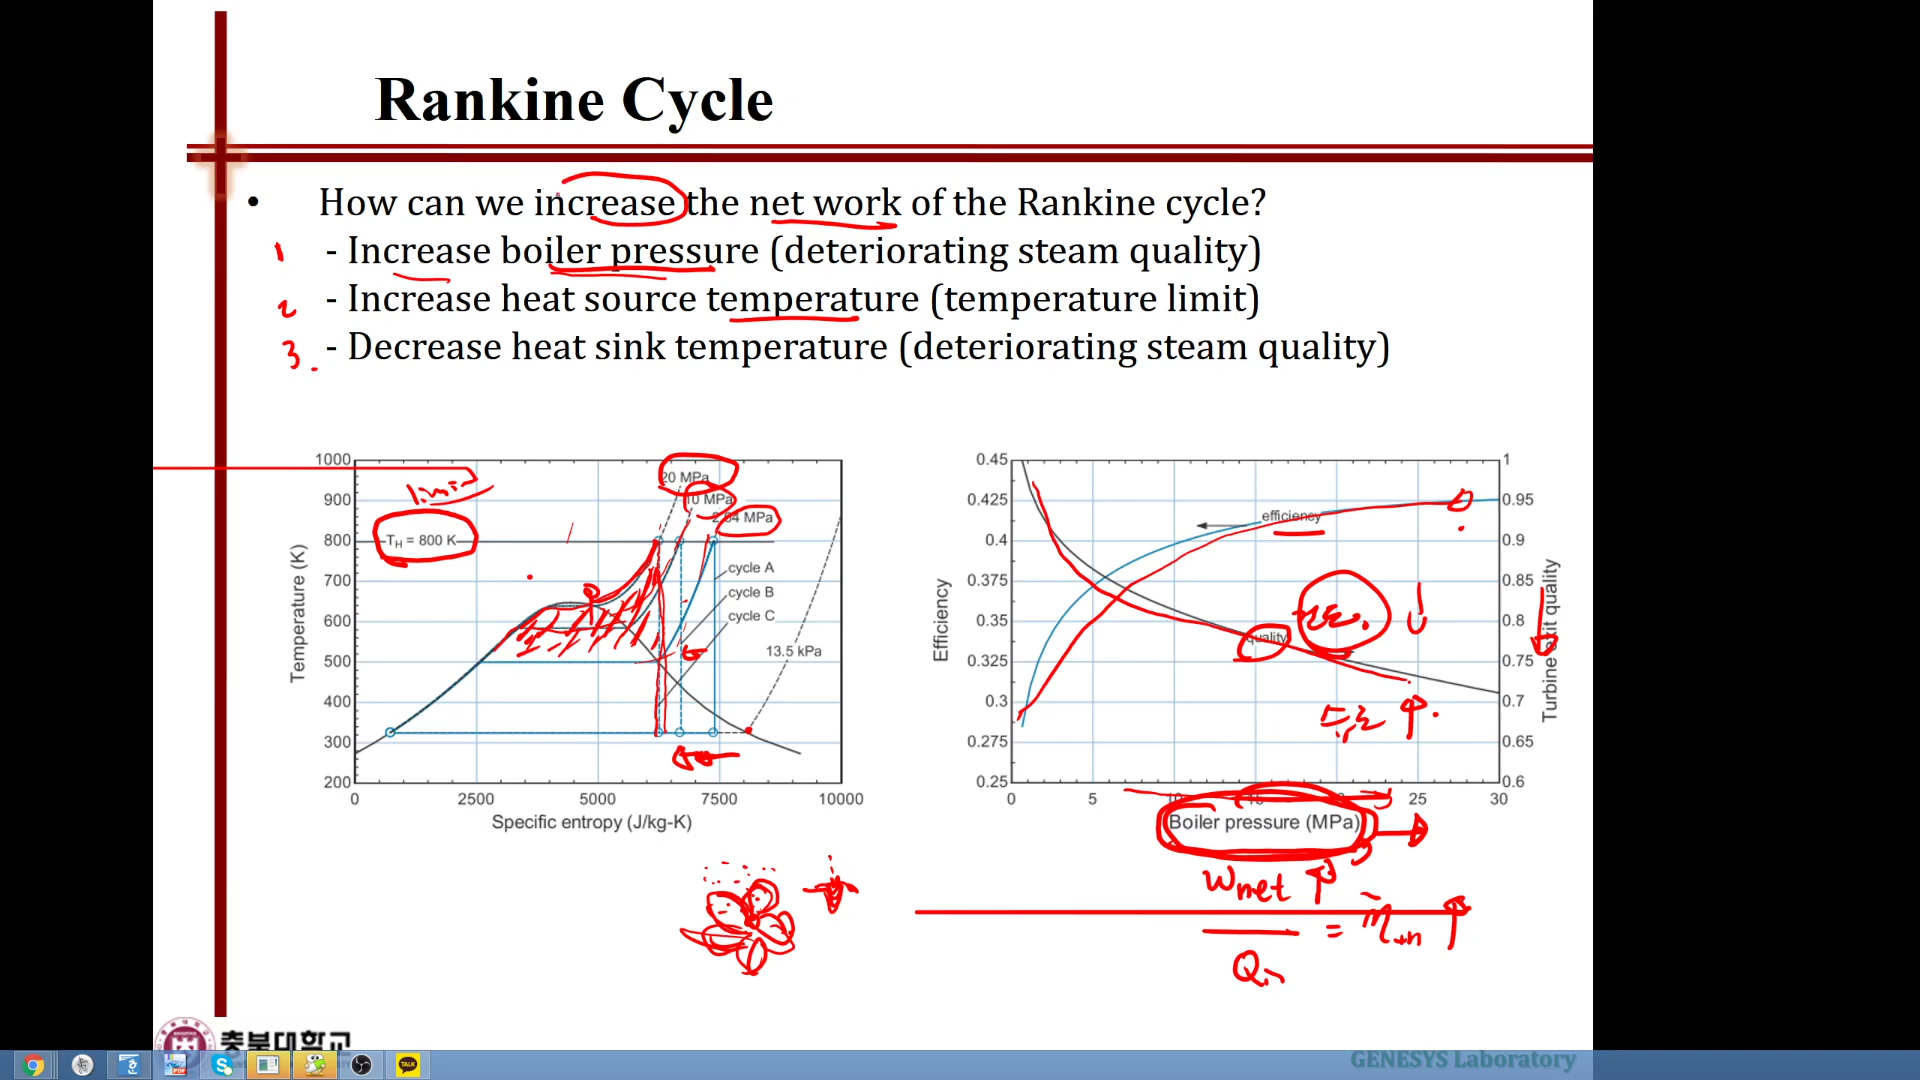 Rankine Cycle
• How can we increase the net work of the Rankine cycle?
1 - Increase boiler pressure (deteriorating steam quality)
2 - Increase heat source temperature (temperature limit)
3. - Decrease heat sink temperature (deteriorating steam quality)
1000
900
800
700
600
500
400
300
200
0 2500 5000 7500 10000
Temperature (K)
Specific entropy (J/kg-K)
limit
T_H = 800 K
20 MPa
10 MPa
MPa
cycle A
cycle B
cycle C
13.5 kPa
0.45
0.425
0.4
0.375
0.35
0.325
0.3
0.275
0.25
Efficiency
efficiency
quality
1
0.95
0.9
0.85
0.8
0.75
0.7
0.65
0.6
Turbine exit quality
0 5 10 15 25 30
Boiler pressure (MPa)
Wnet ↑
Qin
= ηth ↑
충북대학교
GENESYS Laboratory
TALK